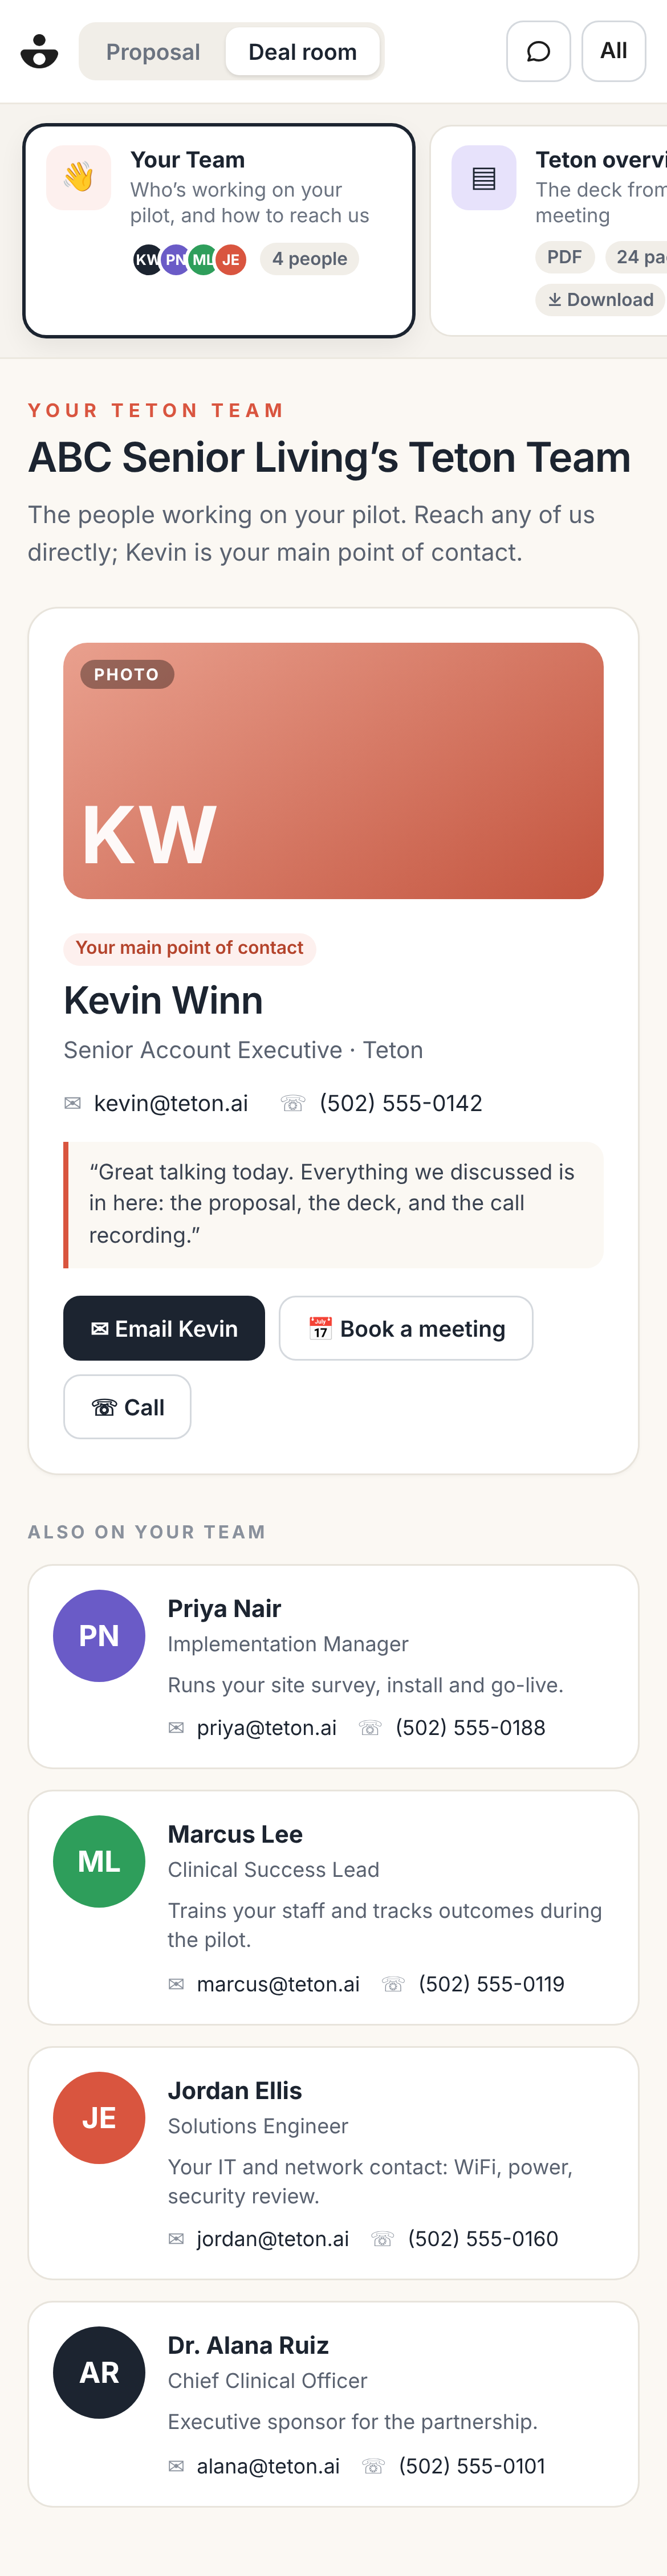 Proposal
Deal room
All
Your Team
Who’s working on your
pilot, and how to reach us
KW
PN
ML
JE
4 people
Teton
The deck from
meeting
PDF
24
Download
YOUR TETON TEAM
ABC Senior Living’s Teton Team
The people working on your pilot. Reach any of us
directly; Kevin is your main point of contact.
PHOTO
KW
Your main point of contact
Kevin Winn
Senior Account Executive · Teton
kevin@teton.ai
(502) 555-0142
“Great talking today. Everything we discussed is
in here: the proposal, the deck, and the call
recording.”
Email Kevin
Book a meeting
Call
ALSO ON YOUR TEAM
PN
Priya Nair
Implementation Manager
Runs your site survey, install and go-live.
priya@teton.ai
(502) 555-0188
ML
Marcus Lee
Clinical Success Lead
Trains your staff and tracks outcomes during
the pilot.
marcus@teton.ai
(502) 555-0119
JE
Jordan Ellis
Solutions Engineer
Your IT and network contact: WiFi, power,
security review.
jordan@teton.ai
(502) 555-0160
AR
Dr. Alana Ruiz
Chief Clinical Officer
Executive sponsor for the partnership.
alana@teton.ai
(502) 555-0101